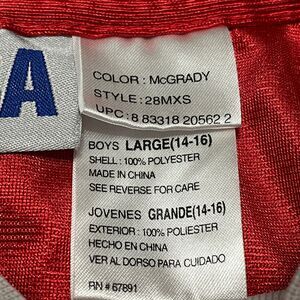 A
COLOR: McGRADY
STYLE: 28MXS
UPC: 8 83318 20562 2
BOYS LARGE(14-16)
SHELL: 100% POLYESTER
MADE IN CHINA
SEE REVERSE FOR CARE
JOVENES GRANDE(14-16)
EXTERIOR: 100% POLIESTER
HECHO EN CHINA
VER AL DORSO PARA CUIDADO
RN # 67891